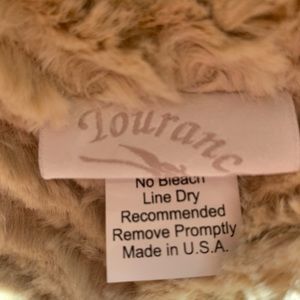 Touranc
No Bleach
Line Dry
Recommended
Remove Promptly
Made in U.S.A.